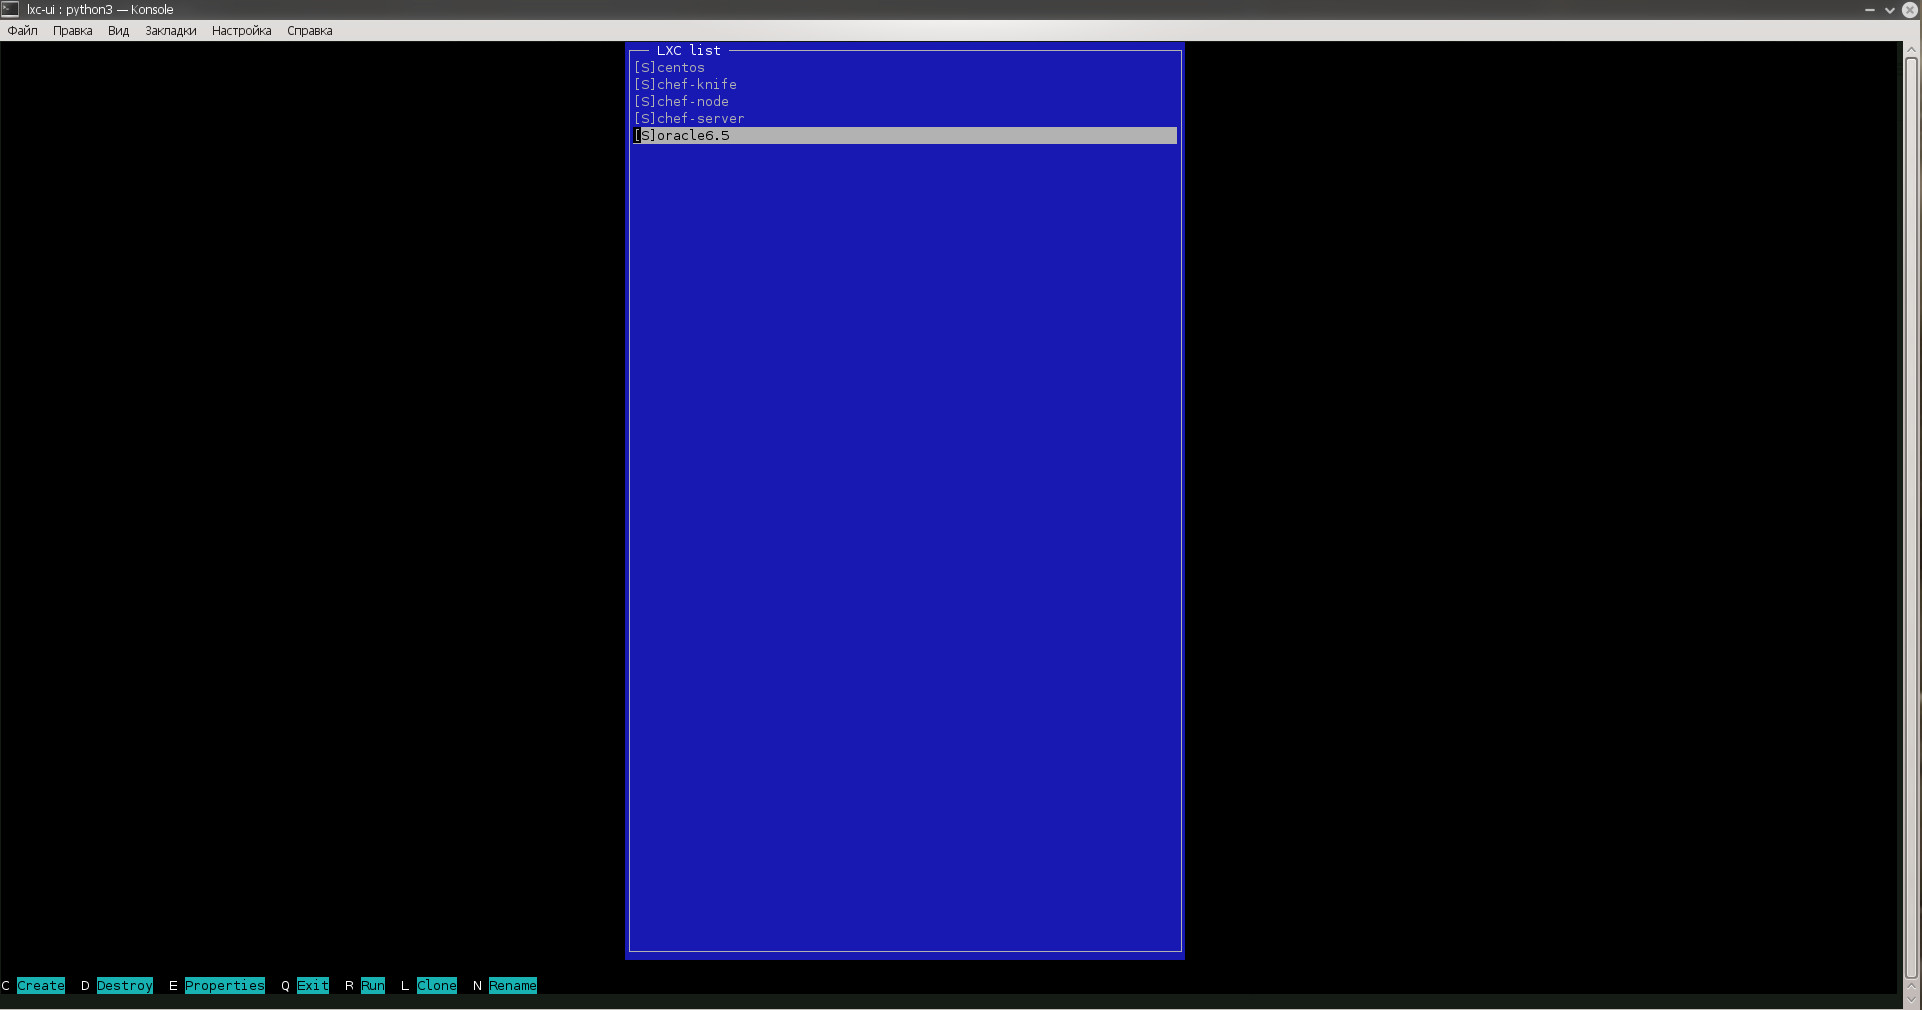 lxc-ui : python3 — Konsole
Файл Правка Вид Закладки Настройка Справка
LXC list
[S]centos
[S]chef-knife
[S]chef-node
[S]chef-server
[S]oracle6.5
C Create D Destroy E Properties Q Exit R Run L Clone N Rename